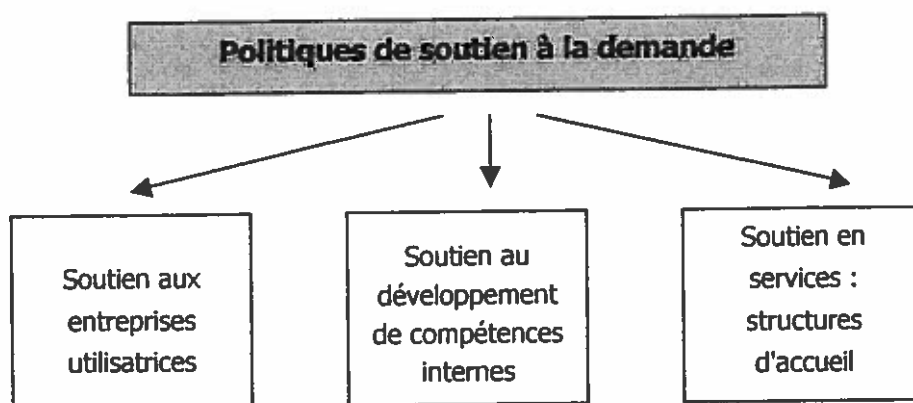 Politiques de soutien à la demande
Soutien aux
entreprises
utilisatrices
Soutien au
développement
de compétences
internes
Soutien en
services :
structures
d'accueil